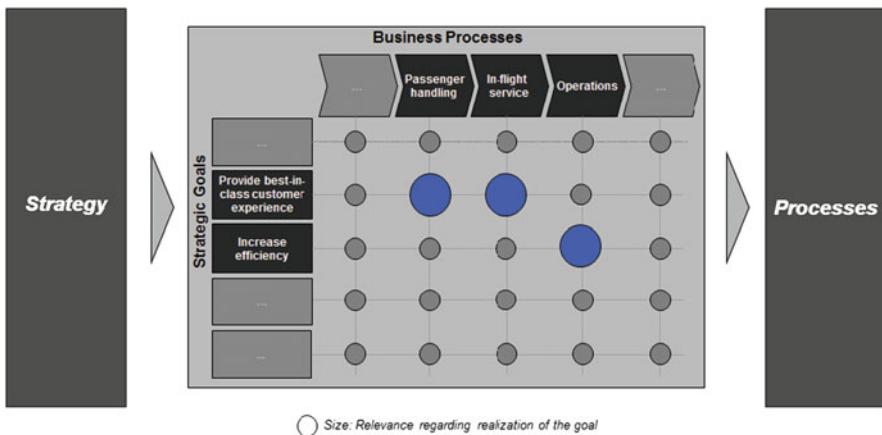 Strategy
Business Processes
...
Passenger
handling
In-flight
service
Operations
...
Strategic Goals
...
Provide best-in-
class customer
experience
Increase
efficiency
...
...
Processes
Size: Relevance regarding realization of the goal